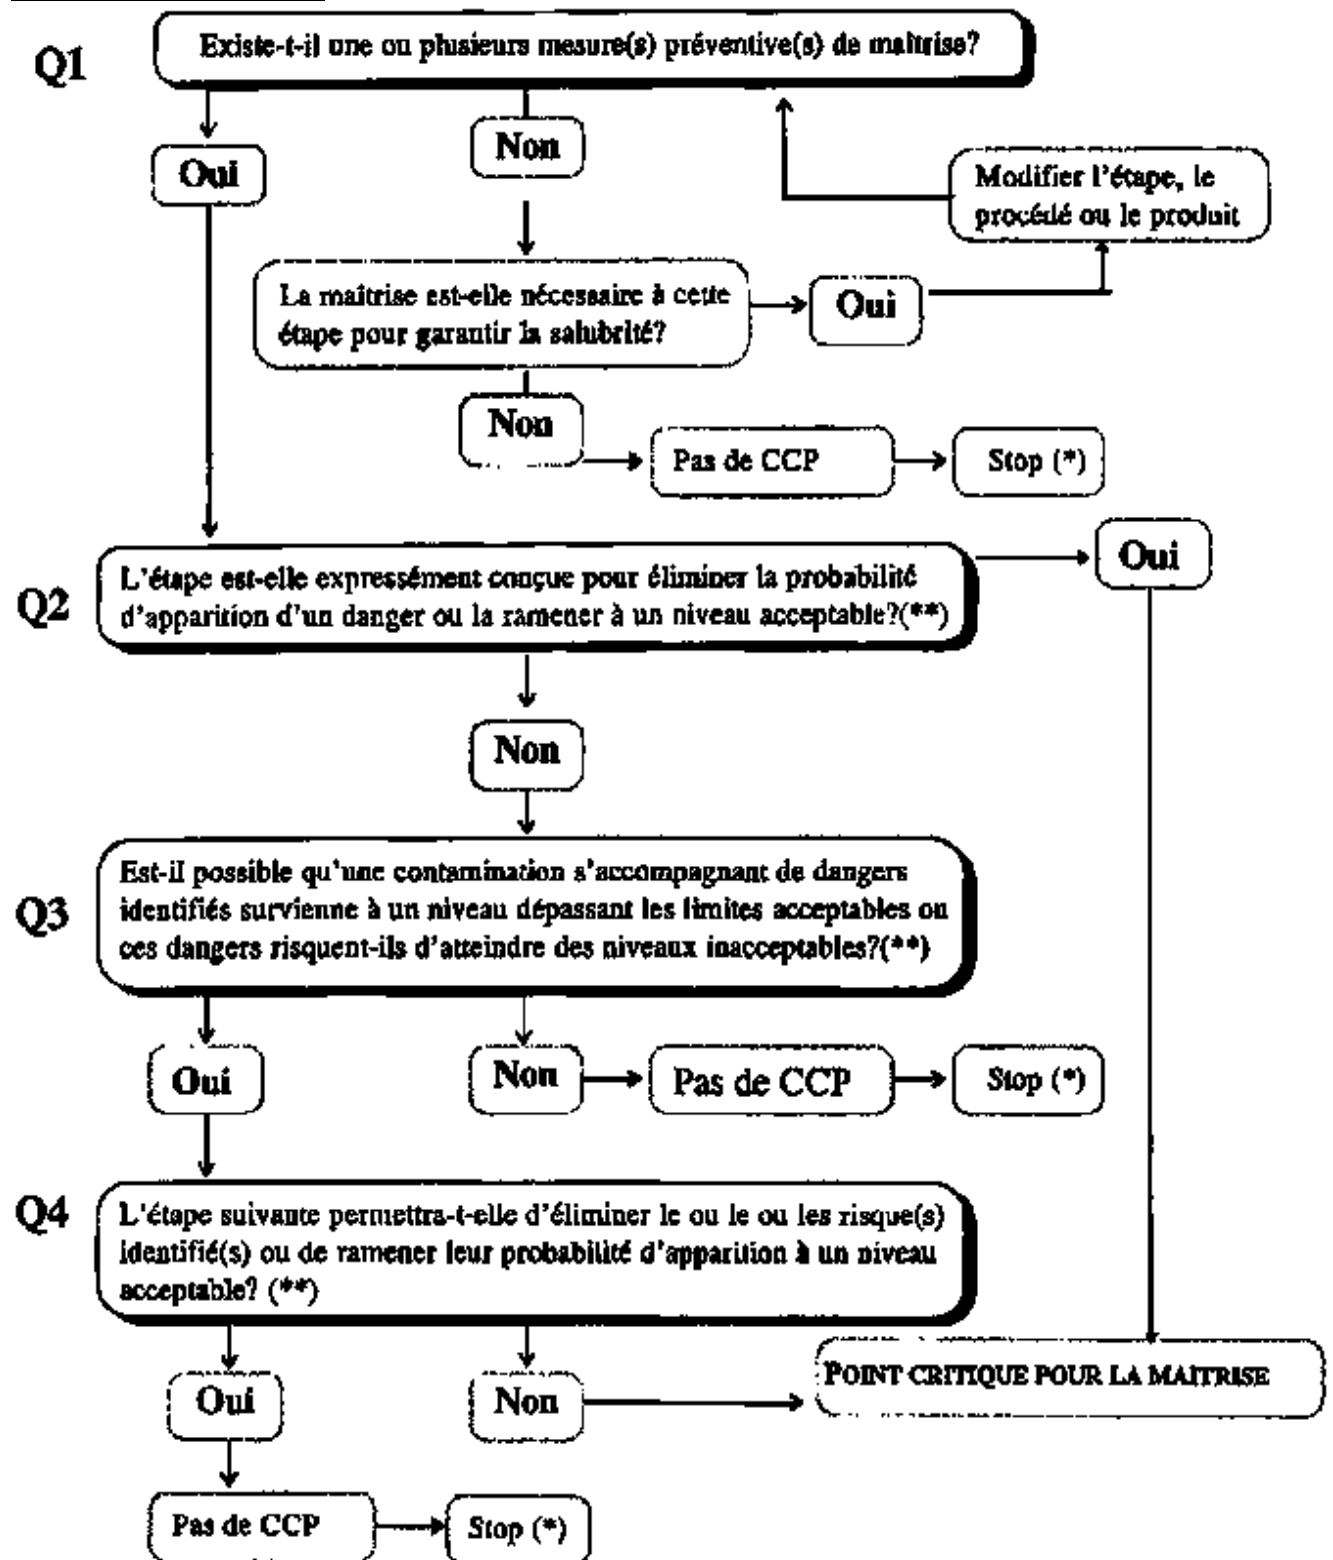 Q1
Existe-t-il une ou plusieurs mesure(s) préventive(s) de maîtrise?
Oui
Non
Modifier l'étape, le
procédé ou le produit
La maîtrise est-elle nécessaire à cette
étape pour garantir la salubrité?
Oui
Non
Pas de CCP
Stop (*)
Q2
L'étape est-elle expressément conçue pour éliminer la probabilité
d'apparition d'un danger ou la ramener à un niveau acceptable?(**)
Oui
Non
Q3
Est-il possible qu'une contamination s'accompagnant de dangers
identifiés survienne à un niveau dépassant les limites acceptables ou
ces dangers risquent-ils d'atteindre des niveaux inacceptables?(**)
Oui
Non
Pas de CCP
Stop (*)
Q4
L'étape suivante permettra-t-elle d'éliminer le ou le ou les risque(s)
identifié(s) ou de ramener leur probabilité d'apparition à un niveau
acceptable? (**)
Oui
Non
POINT CRITIQUE POUR LA MAITRISE
Pas de CCP
Stop (*)